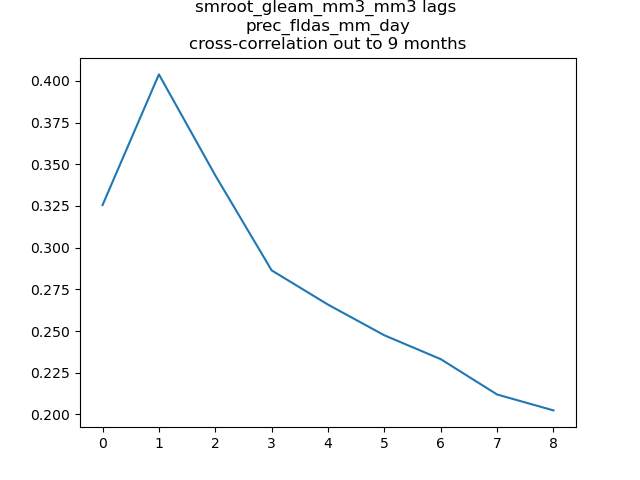 smroot_gleam_mm3_mm3 lags
prec_fldas_mm_day
cross-correlation out to 9 months
0.400
0.375
0.350
0.325
0.300
0.275
0.250
0.225
0.200
0 1 2 3 4 5 6 7 8